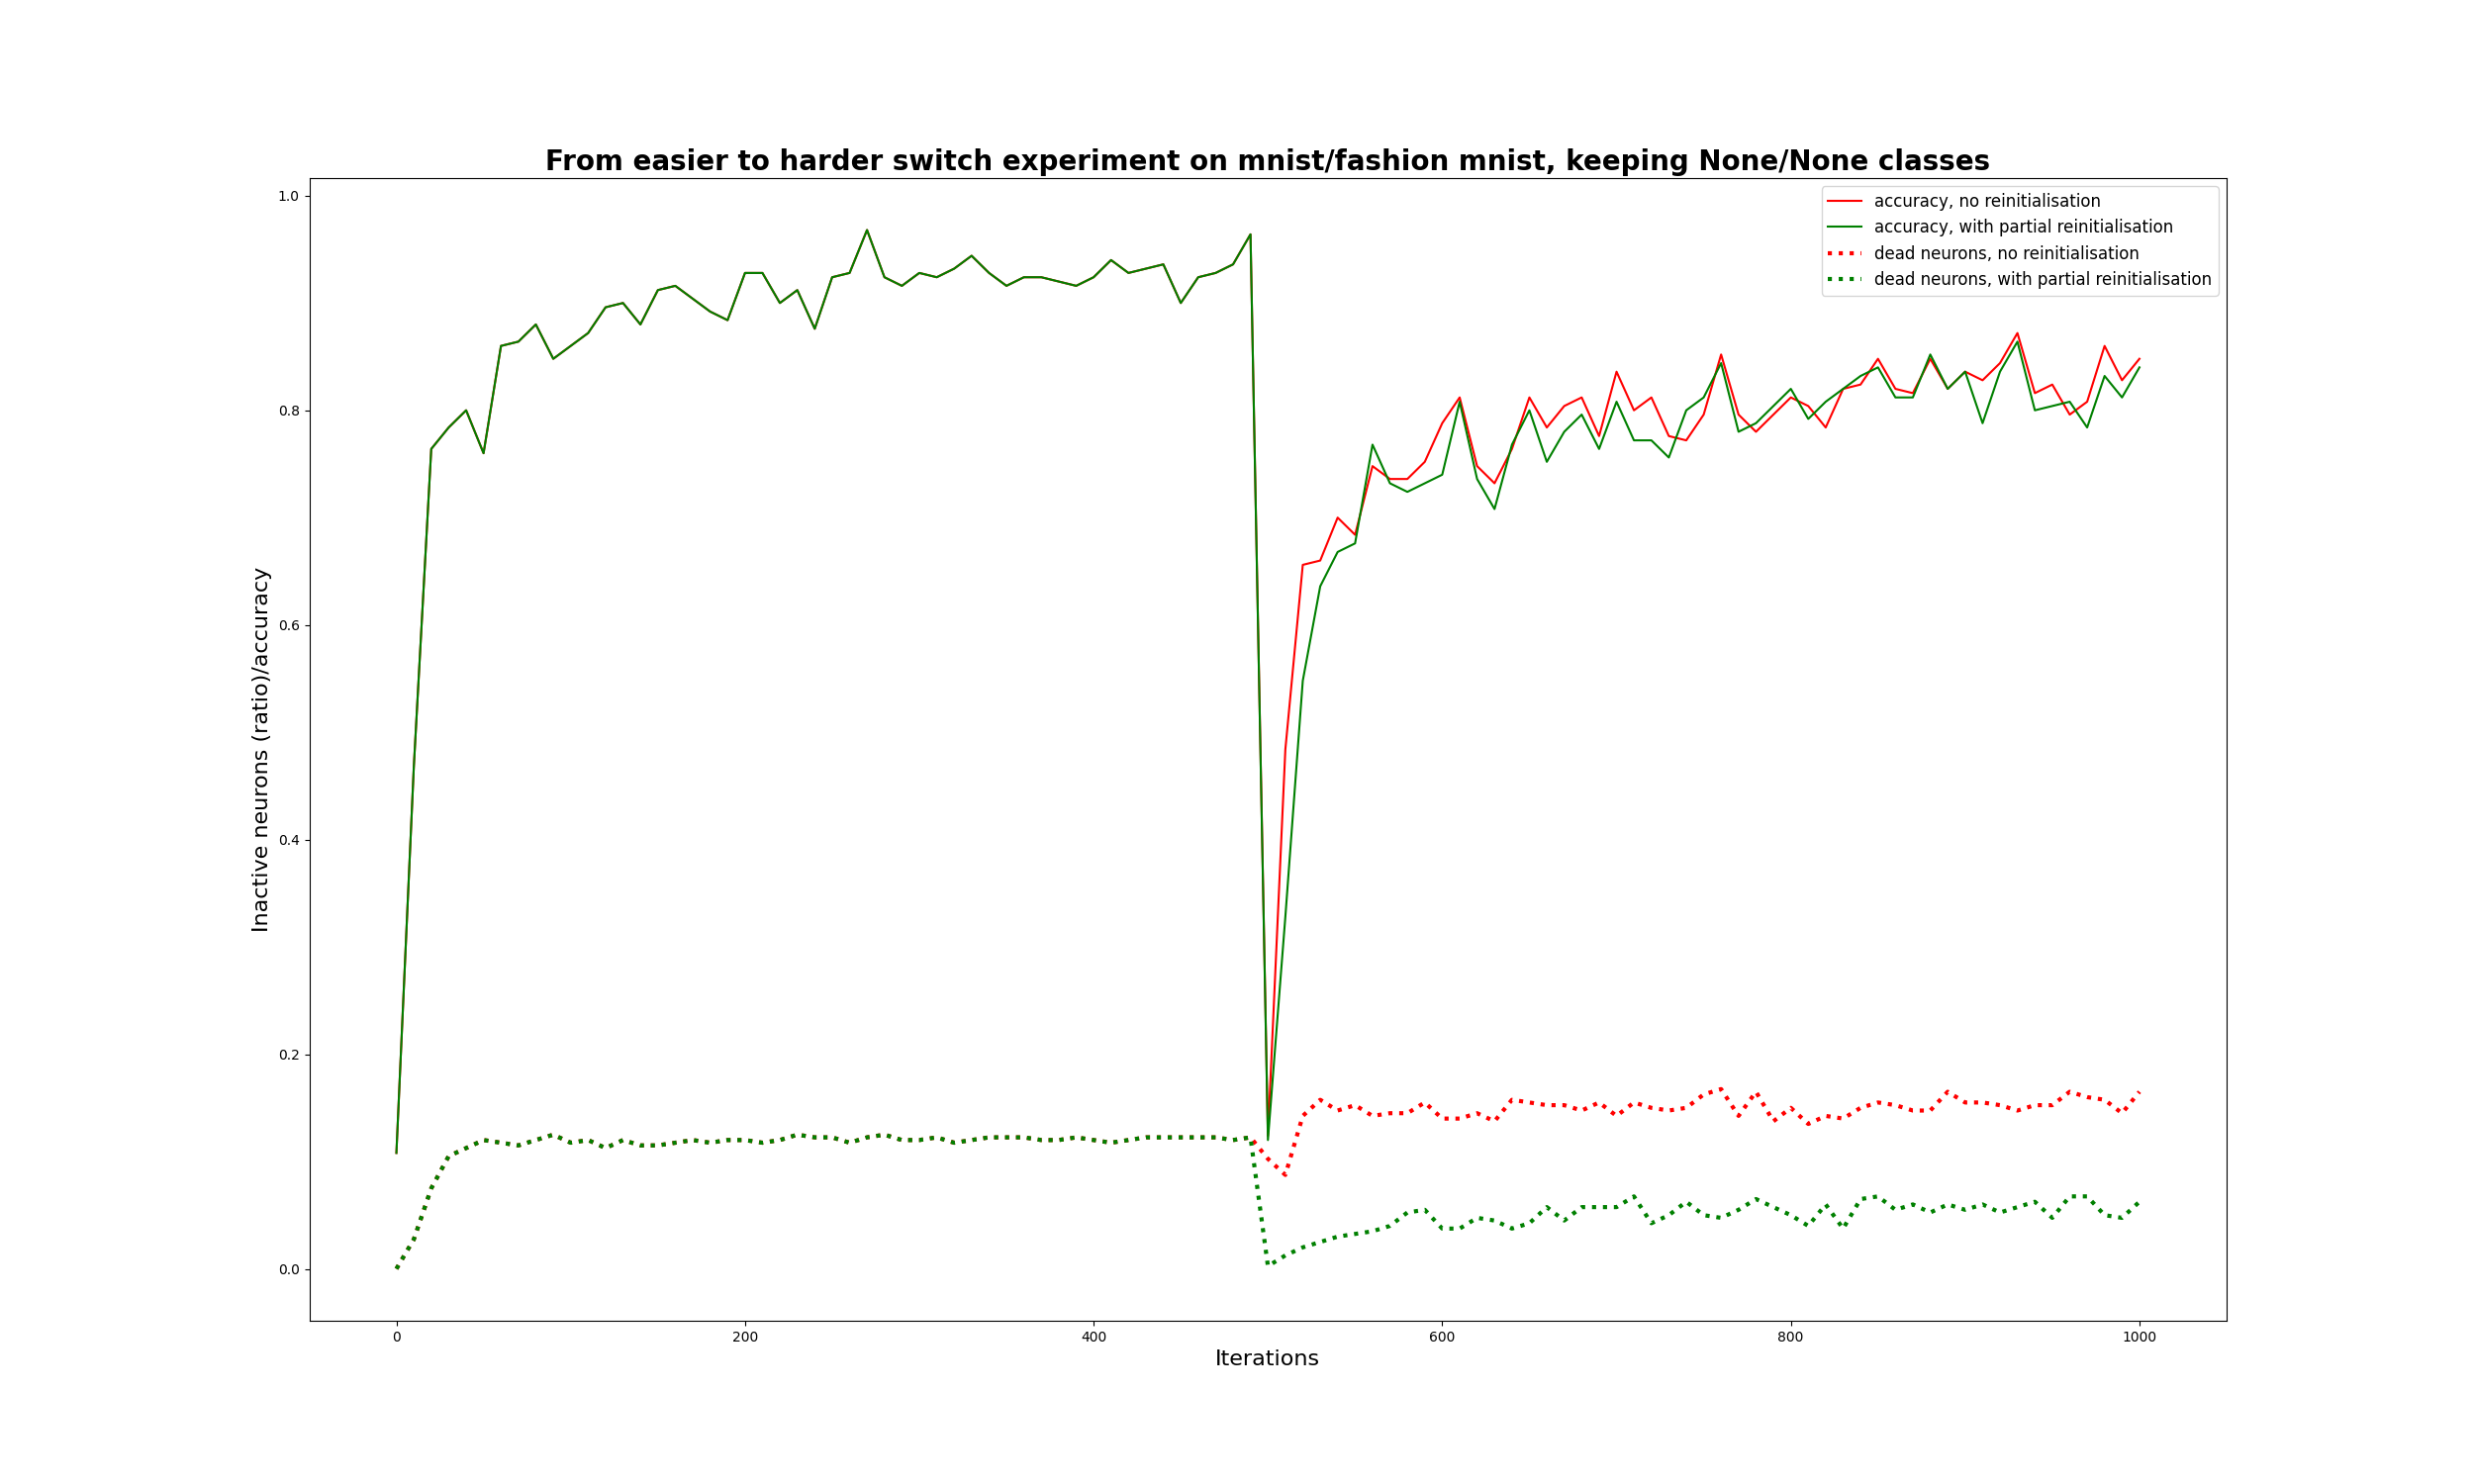 From easier to harder switch experiment on mnist/fashion mnist, keeping None/None classes
accuracy, no reinitialisation
accuracy, with partial reinitialisation
dead neurons, no reinitialisation
dead neurons, with partial reinitialisation
Inactive neurons (ratio)/accuracy
1.0
0.8
0.6
0.4
0.2
0.0
0 200 400 600 800 1000
Iterations